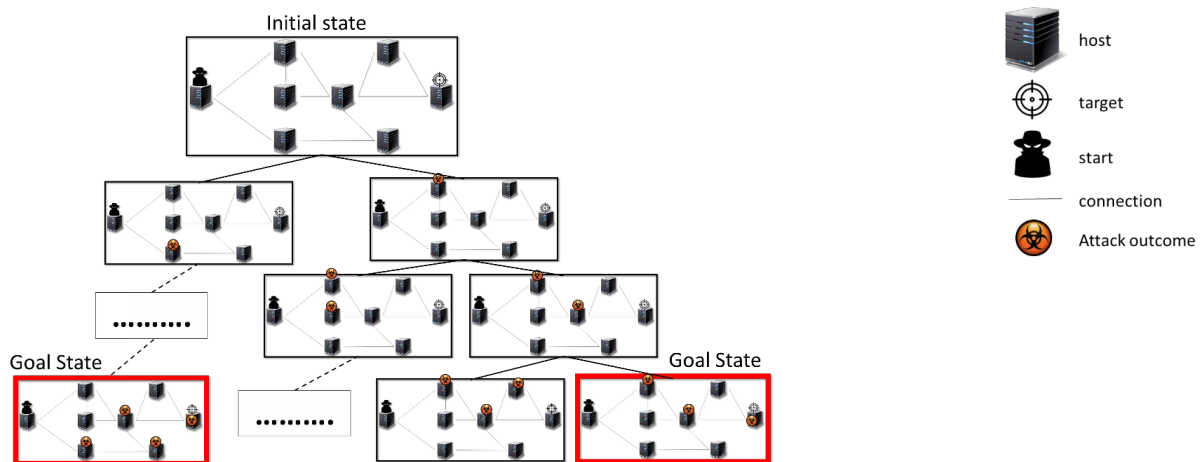 Initial state
host
target
start
connection
Attack outcome
..........
Goal State
Goal State
..........